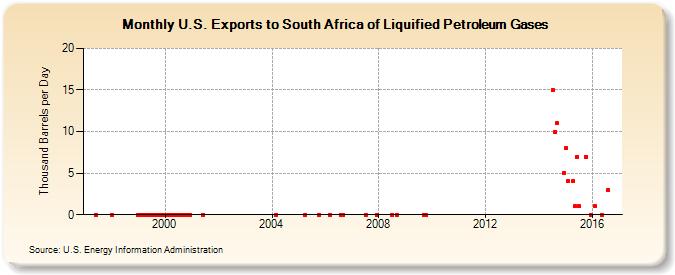 Monthly U.S. Exports to South Africa of Liquified Petroleum Gases
Thousand Barrels per Day
20
15
10
5
0
2000 2004 2008 2012 2016
Source: U.S. Energy Information Administration